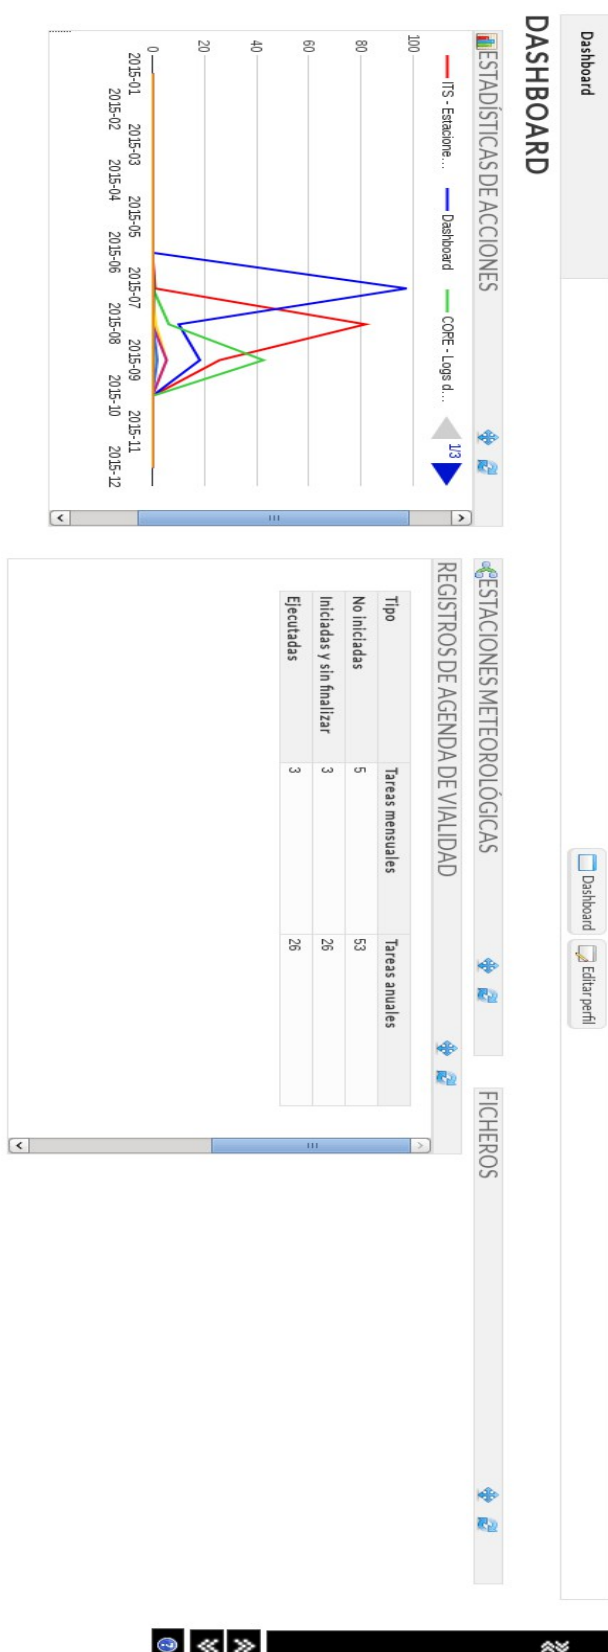 Dashboard
Dashboard
Editar perfil
DASHBOARD
ESTADÍSTICAS DE ACCIONES
ITS - Estacione...
Dashboard
CORE - Logs d...
1/3
100
80
60
40
20
0
2015-01
2015-02
2015-03
2015-04
2015-05
2015-06
2015-07
2015-08
2015-09
2015-10
2015-11
2015-12
ESTACIONES METEOROLÓGICAS
REGISTROS DE AGENDA DE VIALIDAD
Tipo Tareas mensuales Tareas anuales
No iniciadas 5 53
Iniciadas y sin finalizar 3 26
Ejecutadas 3 26
FICHEROS